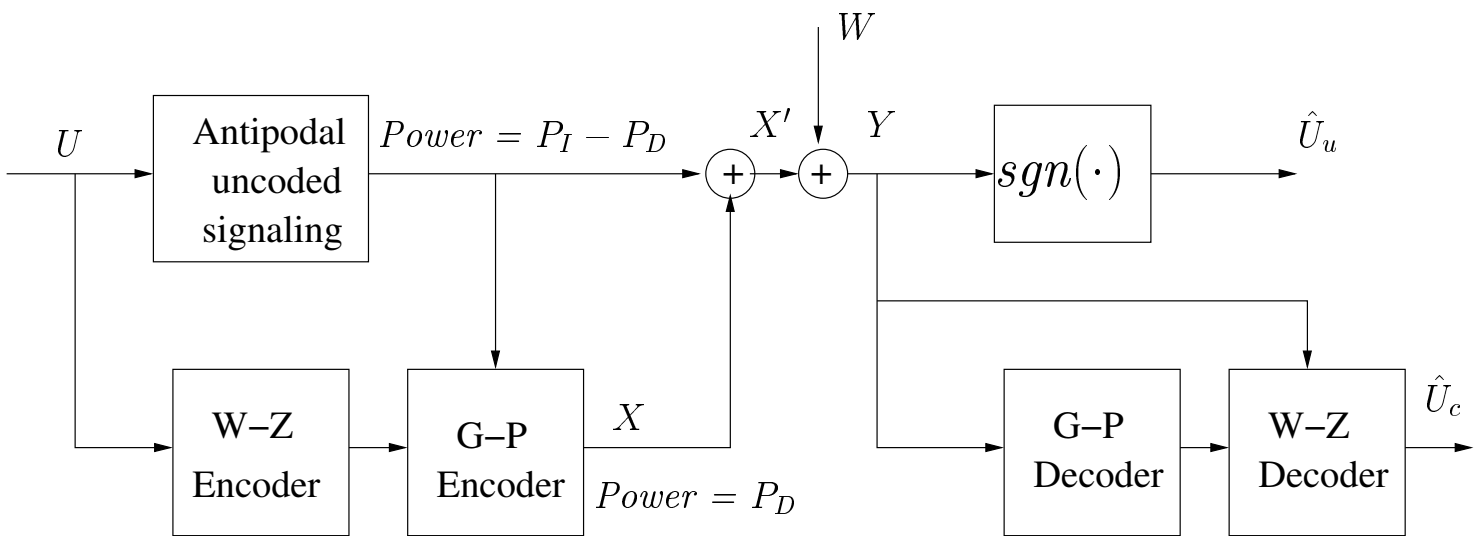 W
U
Antipodal
uncoded
signaling
Power = P_I − P_D
X′
Y
+
+
sgn(·)
Û_u
W–Z
Encoder
G–P
Encoder
X
Power = P_D
G–P
Decoder
W–Z
Decoder
Û_c